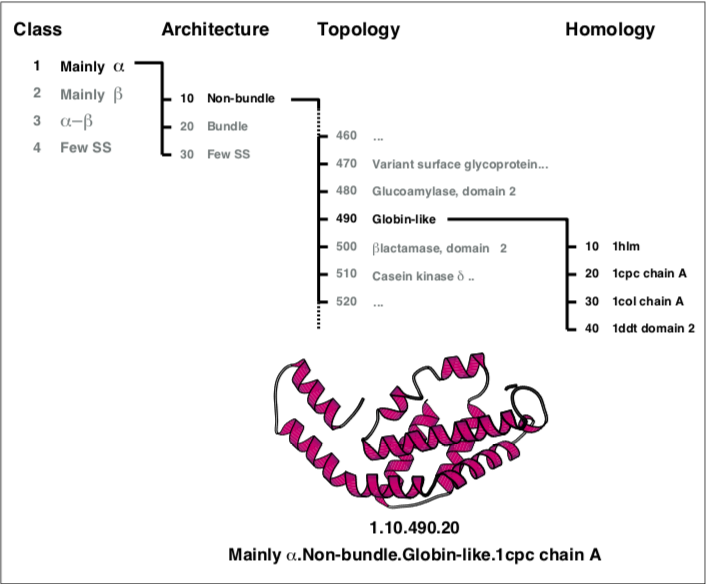 Class Architecture Topology Homology
1 Mainly α
2 Mainly β
3 α–β
4 Few SS
10 Non-bundle
20 Bundle
30 Few SS
460 ...
470 Variant surface glycoprotein...
480 Glucoamylase, domain 2
490 Globin-like
500 βlactamase, domain 2
510 Casein kinase δ ..
520 ...
10 1hlm
20 1cpc chain A
30 1col chain A
40 1ddt domain 2
1.10.490.20
Mainly α.Non-bundle.Globin-like.1cpc chain A